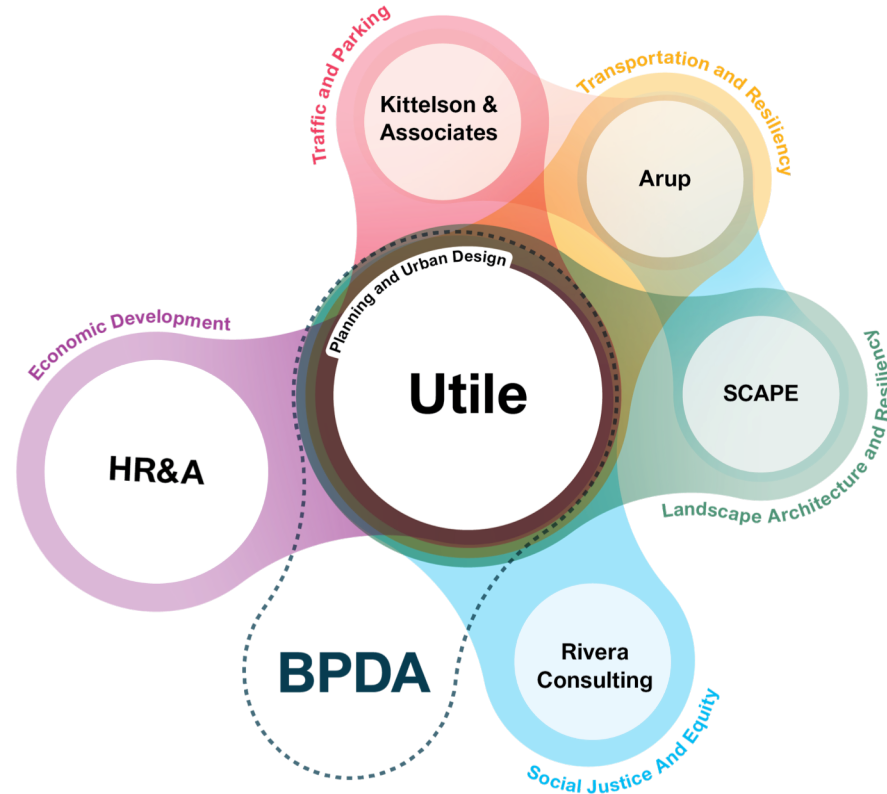 Traffic and Parking
Kittelson &
Associates
Transportation and Resiliency
Arup
Planning and Urban Design
Utile
Economic Development
HR&A
SCAPE
Landscape Architecture and Resiliency
BPDA
Rivera
Consulting
Social Justice And Equity